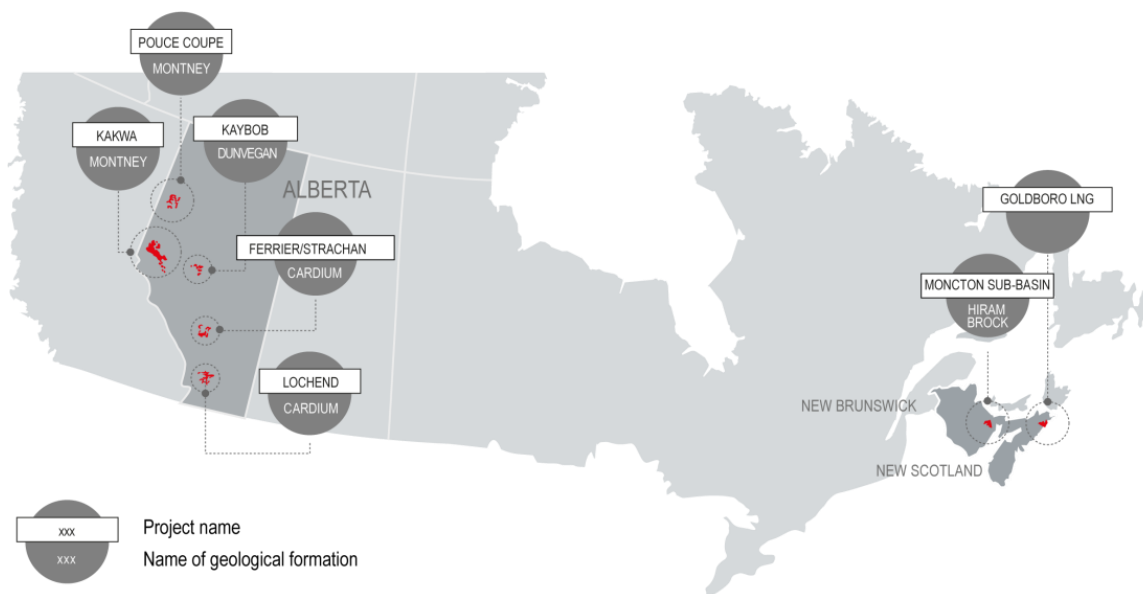 POUCE COUPE
MONTNEY
KAKWA
MONTNEY
KAYBOB
DUNVEGAN
ALBERTA
FERRIER/STRACHAN
CARDIUM
LOCHEND
CARDIUM
GOLDBORO LNG
MONCTON SUB-BASIN
HIRAM
BROCK
NEW BRUNSWICK
NEW SCOTLAND
xxx
Project name
xxx
Name of geological formation